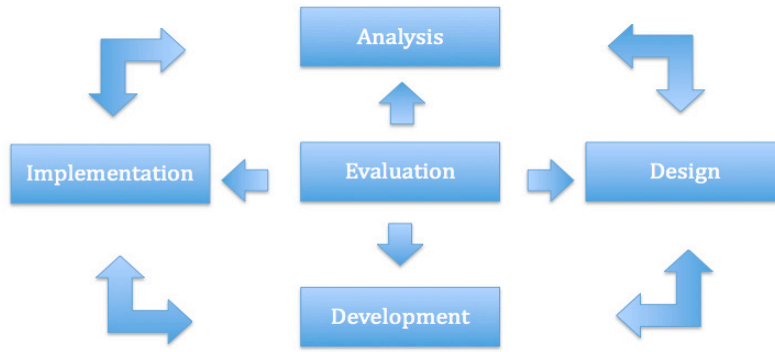 Analysis
Implementation
Evaluation
Design
Development